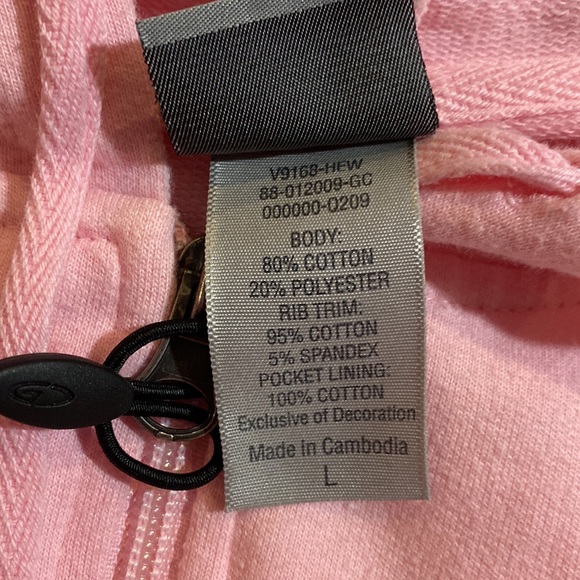 V9168-HFW
88-012009-GC
000000-Q209
BODY:
80% COTTON
20% POLYESTER
RIB TRIM:
95% COTTON
5% SPANDEX
POCKET LINING:
100% COTTON
Exclusive of Decoration
Made in Cambodia
L